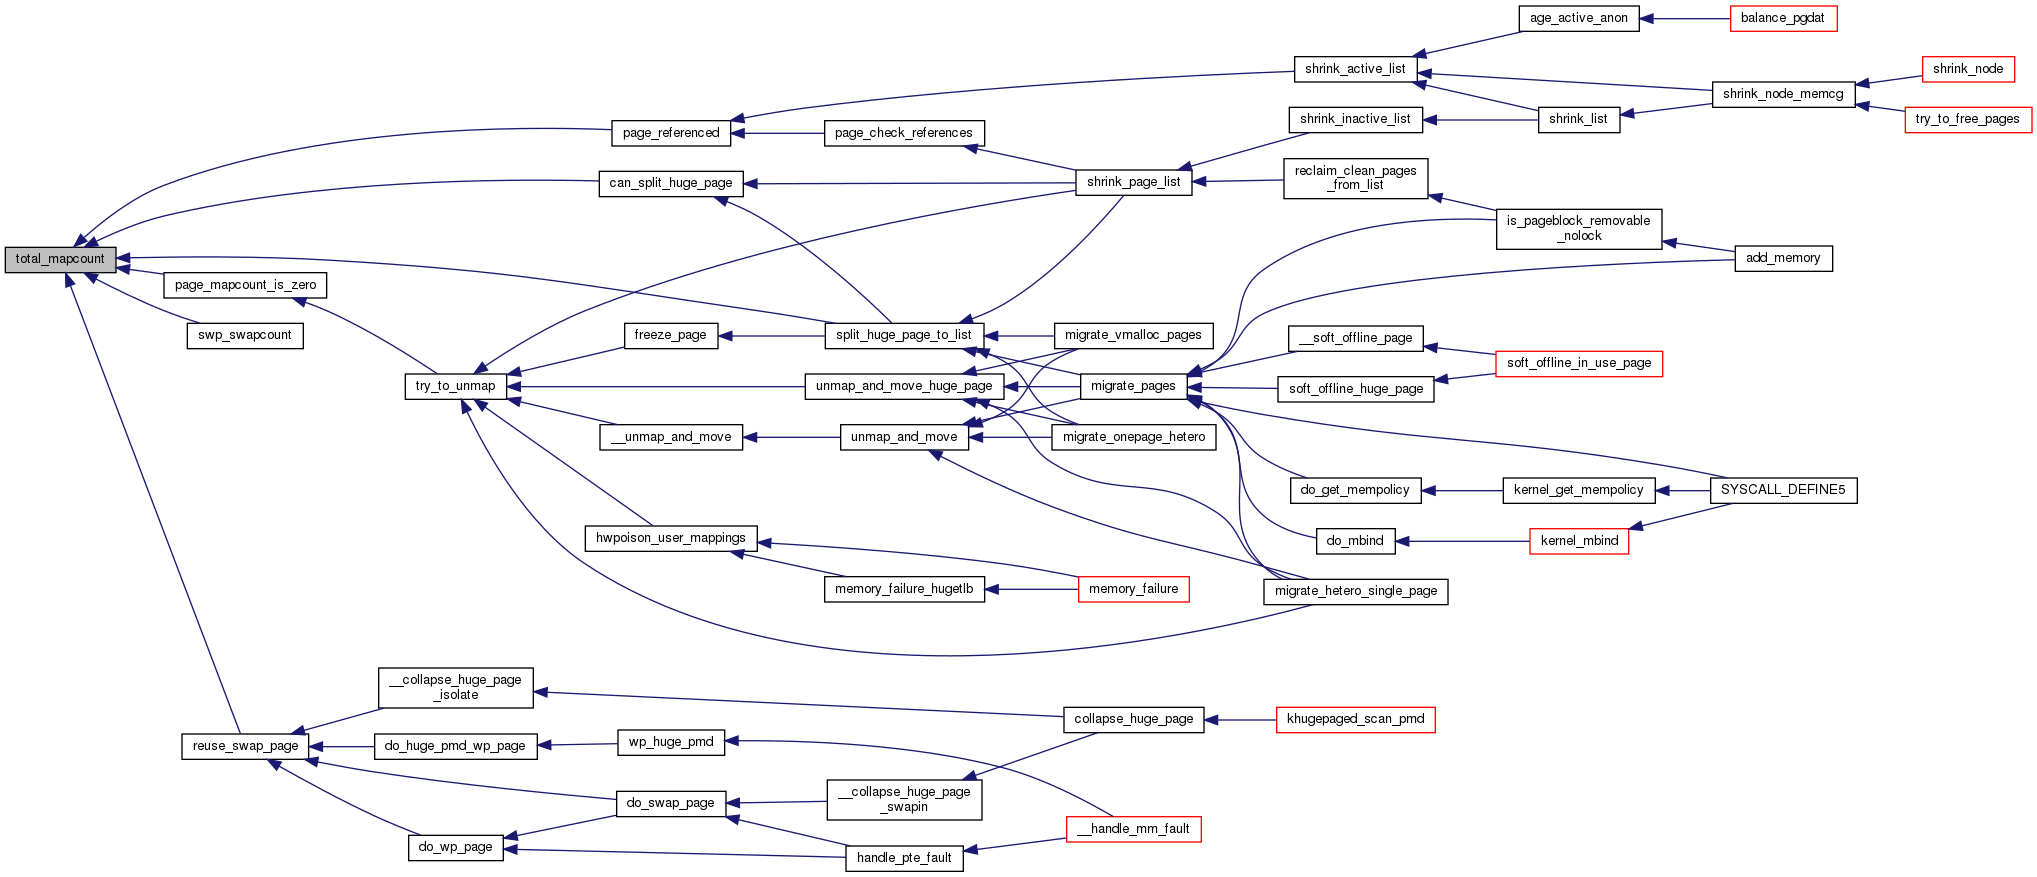 age_active_anon
balance_pgdat
shrink_active_list
shrink_node
shrink_node_memcg
page_referenced
page_check_references
shrink_inactive_list
shrink_list
try_to_free_pages
can_split_huge_page
shrink_page_list
reclaim_clean_pages
_from_list
is_pageblock_removable
_nolock
total_mapcount
add_memory
page_mapcount_is_zero
swp_swapcount
freeze_page
split_huge_page_to_list
migrate_vmalloc_pages
__soft_offline_page
soft_offline_in_use_page
try_to_unmap
unmap_and_move_huge_page
migrate_pages
soft_offline_huge_page
__unmap_and_move
unmap_and_move
migrate_onepage_hetero
do_get_mempolicy
kernel_get_mempolicy
SYSCALL_DEFINE5
hwpoison_user_mappings
do_mbind
kernel_mbind
memory_failure_hugetlb
memory_failure
migrate_hetero_single_page
__collapse_huge_page
_isolate
collapse_huge_page
khugepaged_scan_pmd
reuse_swap_page
do_huge_pmd_wp_page
wp_huge_pmd
do_swap_page
__collapse_huge_page
_swapin
__handle_mm_fault
do_wp_page
handle_pte_fault